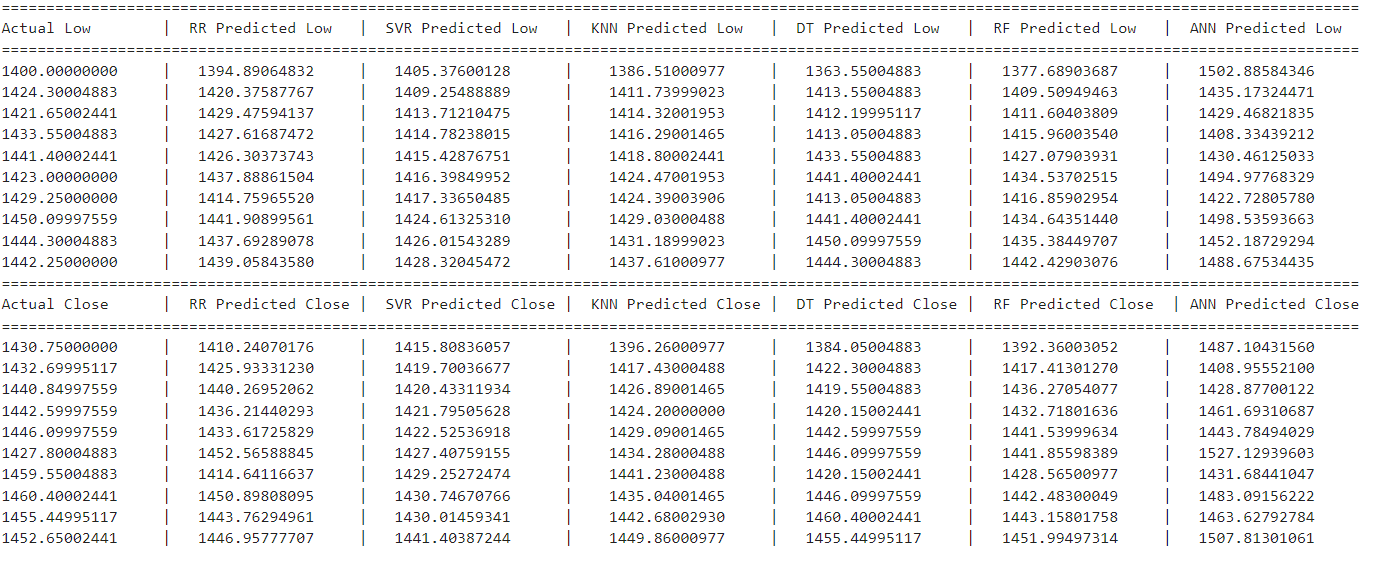 Actual Low | RR Predicted Low | SVR Predicted Low | KNN Predicted Low | DT Predicted Low | RF Predicted Low | ANN Predicted Low
1400.00000000 | 1394.89064832 | 1405.37600128 | 1386.51000977 | 1363.55004883 | 1377.68903687 | 1502.88584346
1424.30004883 | 1420.37587767 | 1409.25488889 | 1411.73999023 | 1413.55004883 | 1409.50949463 | 1435.17324471
1421.65002441 | 1429.47594137 | 1413.71210475 | 1414.32001953 | 1412.19995117 | 1411.60403809 | 1429.46821835
1433.55004883 | 1427.61687472 | 1414.78238015 | 1416.29001465 | 1413.05004883 | 1415.96003540 | 1408.33439212
1441.40002441 | 1426.30373743 | 1415.42876751 | 1418.80002441 | 1433.55004883 | 1427.07903931 | 1430.46125033
1423.00000000 | 1437.88861504 | 1416.39849952 | 1424.47001953 | 1441.40002441 | 1434.53702515 | 1494.97768329
1429.25000000 | 1414.75965520 | 1417.33650485 | 1424.39003906 | 1413.05004883 | 1416.85902954 | 1422.72805780
1450.09997559 | 1441.90899561 | 1424.61325310 | 1429.03000488 | 1441.40002441 | 1434.64351440 | 1498.53593663
1444.30004883 | 1437.69289078 | 1426.01543289 | 1431.18999023 | 1450.09997559 | 1435.38449707 | 1452.18729294
1442.25000000 | 1439.05843580 | 1428.32045472 | 1437.61000977 | 1444.30004883 | 1442.42903076 | 1488.67534435
Actual Close | RR Predicted Close | SVR Predicted Close | KNN Predicted Close | DT Predicted Close | RF Predicted Close | ANN Predicted Close
1430.75000000 | 1410.24070176 | 1415.80836057 | 1396.26000977 | 1384.05004883 | 1392.36003052 | 1487.10431560
1432.69995117 | 1425.93331230 | 1419.70036677 | 1417.43000488 | 1422.30004883 | 1417.41301270 | 1408.95552100
1440.84997559 | 1440.26952062 | 1420.43311934 | 1426.89001465 | 1419.55004883 | 1436.27054077 | 1428.87700122
1442.59997559 | 1436.21440293 | 1421.79505628 | 1424.20000000 | 1420.15002441 | 1432.71801636 | 1461.69310687
1446.09997559 | 1433.61725829 | 1422.52536918 | 1429.09001465 | 1442.59997559 | 1441.53999634 | 1443.78494029
1427.80004883 | 1452.56588845 | 1427.40759155 | 1434.28000488 | 1446.09997559 | 1441.85598389 | 1527.12939603
1459.55004883 | 1414.64116637 | 1429.25272474 | 1441.23000488 | 1420.15002441 | 1428.56500977 | 1431.68441047
1460.40002441 | 1450.89808095 | 1430.74670766 | 1435.04001465 | 1446.09997559 | 1442.48300049 | 1483.09156222
1455.44995117 | 1443.76294961 | 1430.01459341 | 1442.68002930 | 1460.40002441 | 1443.15801758 | 1463.62792784
1452.65002441 | 1446.95777707 | 1441.40387244 | 1449.86000977 | 1455.44995117 | 1451.99497314 | 1507.81301061